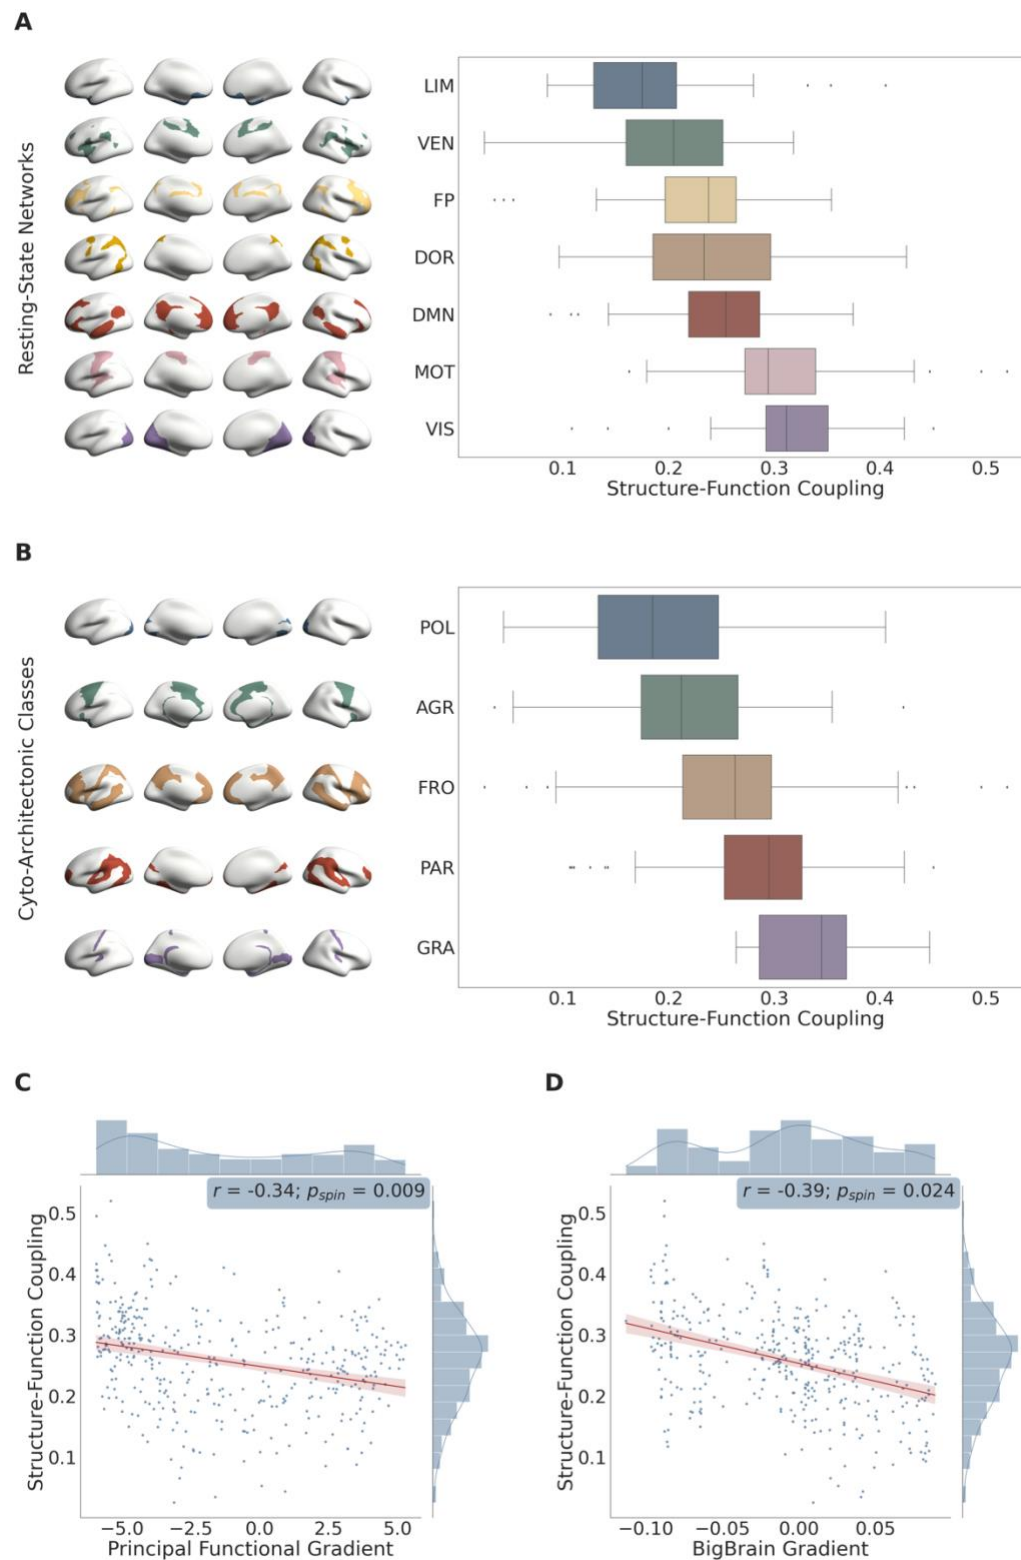 A
Resting-State Networks
LIM
VEN
FP
DOR
DMN
MOT
VIS
0.1 0.2 0.3 0.4 0.5
Structure-Function Coupling
B
Cyto-Architectonic Classes
POL
AGR
FRO
PAR
GRA
0.1 0.2 0.3 0.4 0.5
Structure-Function Coupling
C
r = -0.34; pspin = 0.009
Structure-Function Coupling
0.5
0.4
0.3
0.2
0.1
−5.0 −2.5 0.0 2.5 5.0
Principal Functional Gradient
D
r = -0.39; pspin = 0.024
Structure-Function Coupling
0.5
0.4
0.3
0.2
0.1
−0.10 −0.05 0.00 0.05
BigBrain Gradient